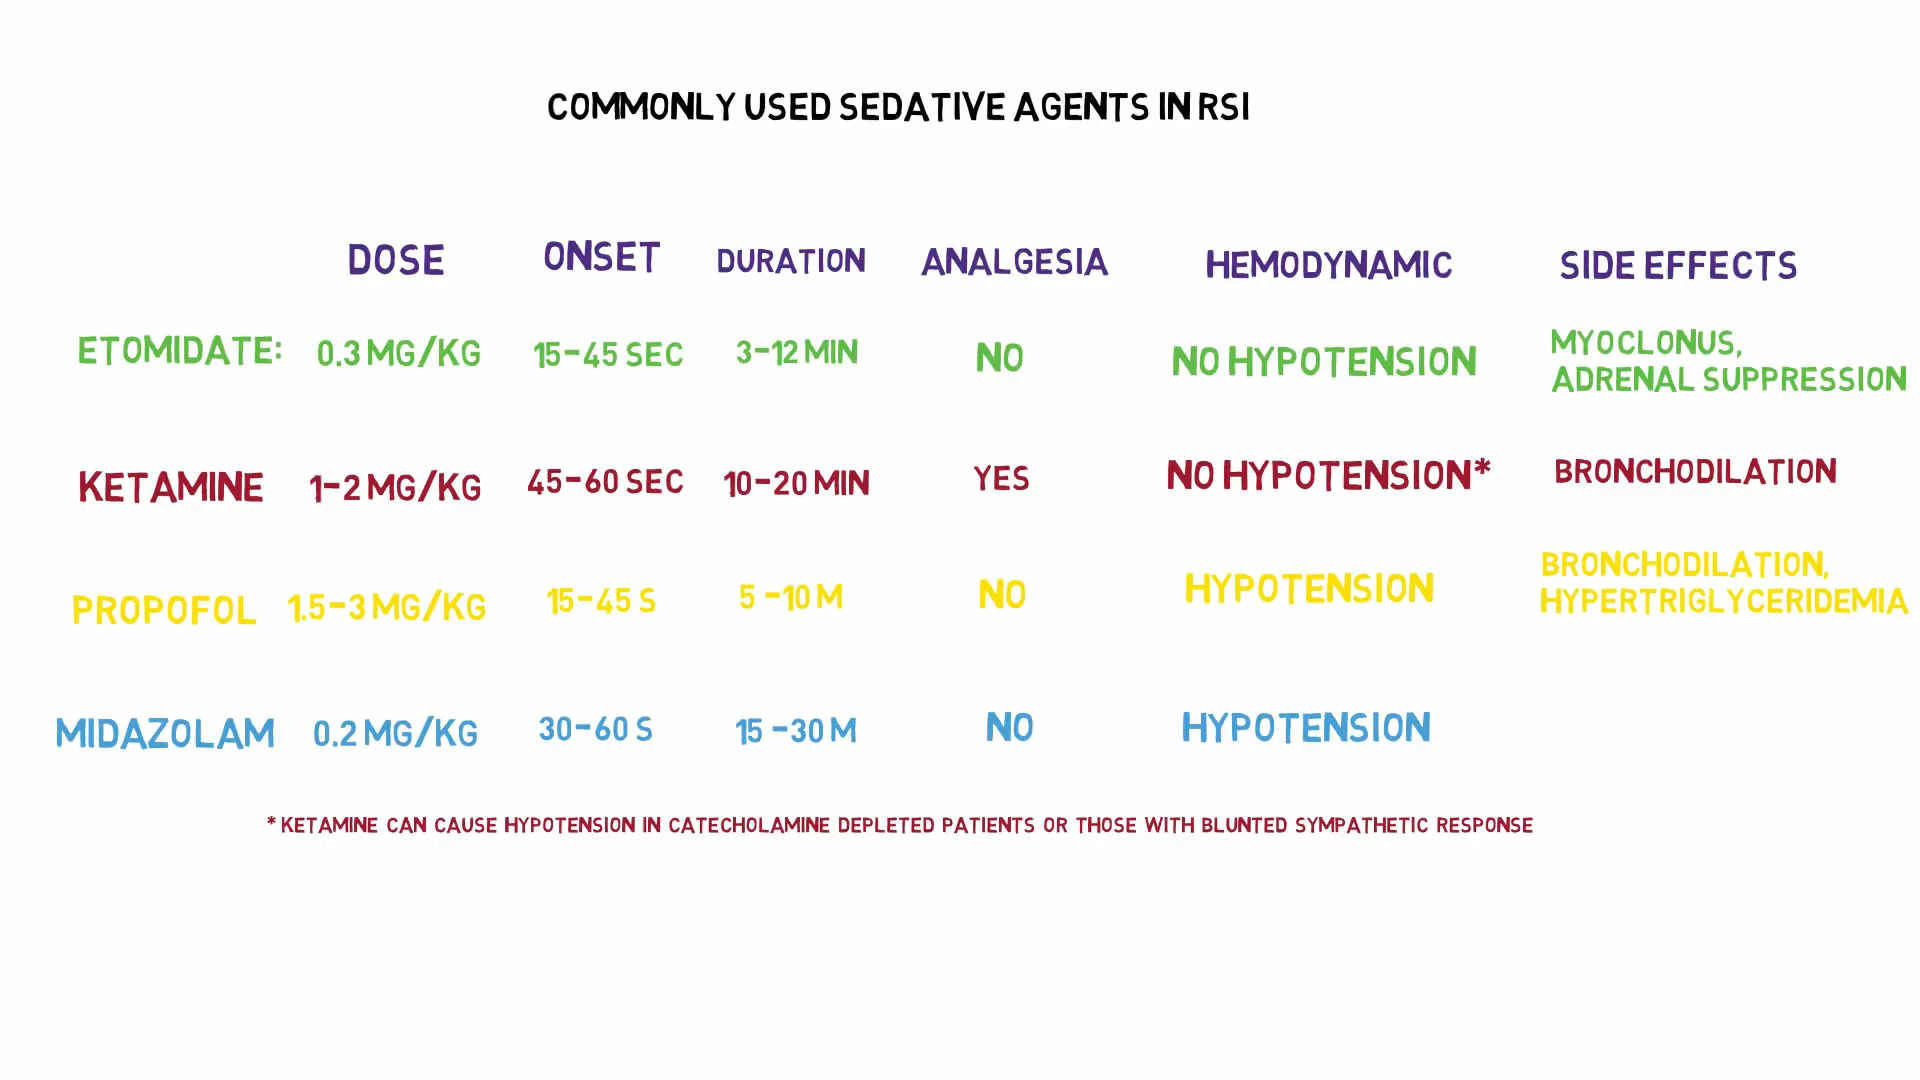 COMMONLY USED SEDATIVE AGENTS IN RSI
DOSE ONSET DURATION ANALGESIA HEMODYNAMIC SIDE EFFECTS
ETOMIDATE: 0.3 MG/KG 15-45 SEC 3-12 MIN NO NO HYPOTENSION MYOCLONUS,
ADRENAL SUPPRESSION
KETAMINE 1-2 MG/KG 45-60 SEC 10-20 MIN YES NO HYPOTENSION* BRONCHODILATION
PROPOFOL 1.5-3 MG/KG 15-45 S 5 -10 M NO HYPOTENSION BRONCHODILATION,
HYPERTRIGLYCERIDEMIA
MIDAZOLAM 0.2 MG/KG 30-60 S 15 -30 M NO HYPOTENSION
* KETAMINE CAN CAUSE HYPOTENSION IN CATECHOLAMINE DEPLETED PATIENTS OR THOSE WITH BLUNTED SYMPATHETIC RESPONSE